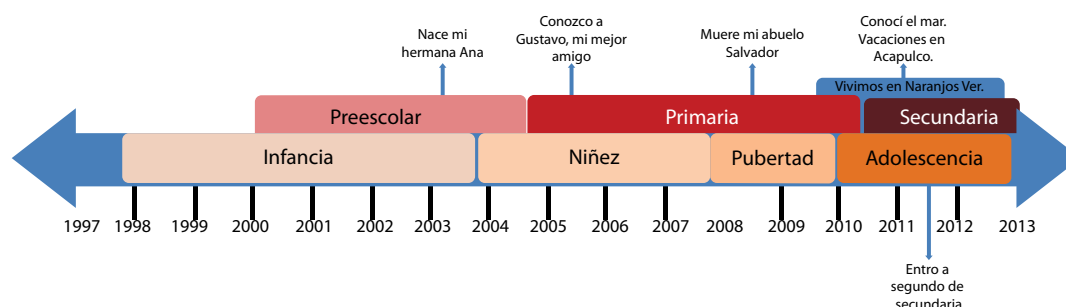 Nace mi
hermana Ana
Conozco a
Gustavo, mi mejor
amigo
Muere mi abuelo
Salvador
Conocí el mar.
Vacaciones en
Acapulco.
Vivimos en Naranjos Ver.
Preescolar
Primaria
Secundaria
Infancia
Niñez
Pubertad
Adolescencia
1997 1998 1999 2000 2001 2002 2003 2004 2005 2006 2007 2008 2009 2010 2011 2012 2013
Entro a
segundo de
secundaria